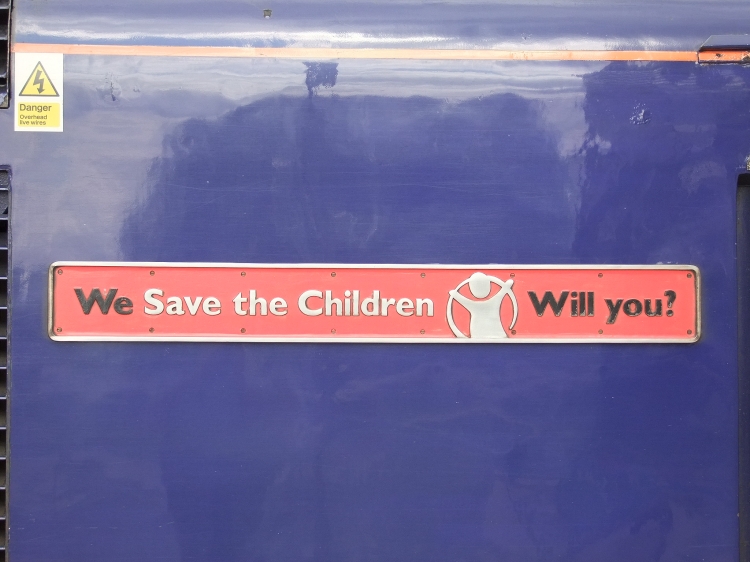 Danger
Overhead
live wires
We Save the Children Will you?